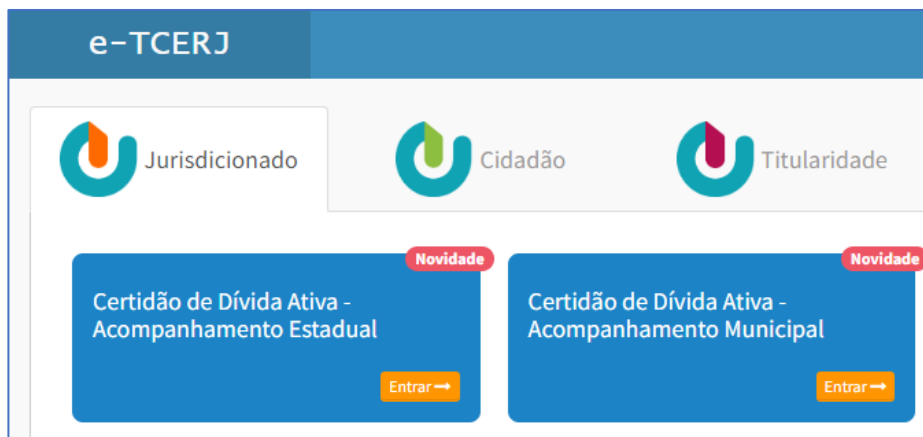 e-TCERJ
Jurisdicionado
Cidadão
Titularidade
Novidade
Certidão de Dívida Ativa -
Acompanhamento Estadual
Entrar
Novidade
Certidão de Dívida Ativa -
Acompanhamento Municipal
Entrar